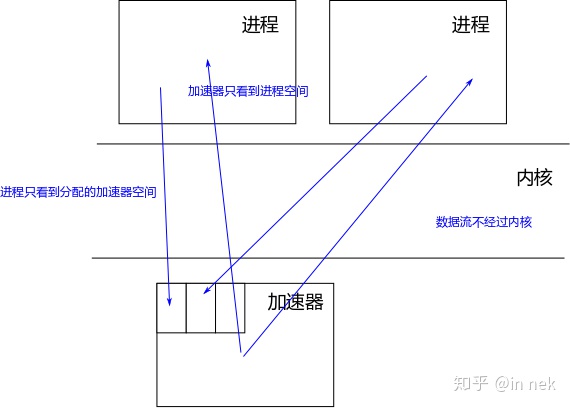 进程
进程
加速器只看到进程空间
内核
进程只看到分配的加速器空间
数据流不经过内核
加速器
知乎 @in nek